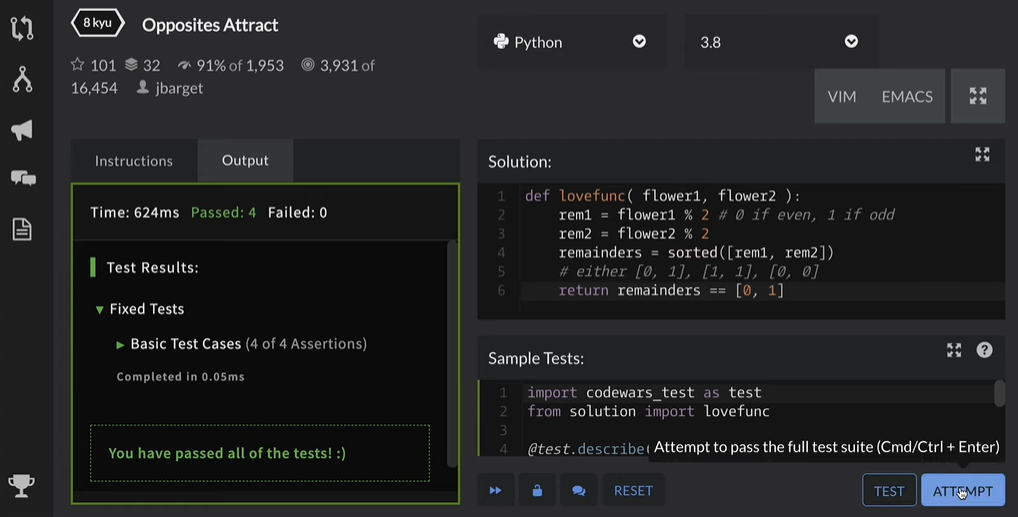 8 kyu
Opposites Attract
101 32 91% of 1,953 3,931 of
16,454 jbarget
Python
3.8
VIM EMACS
Instructions Output
Time: 624ms Passed: 4 Failed: 0
Test Results:
Fixed Tests
Basic Test Cases (4 of 4 Assertions)
Completed in 0.05ms
You have passed all of the tests! :)
Solution:
1 def lovefunc( flower1, flower2 ):
2 rem1 = flower1 % 2 # 0 if even, 1 if odd
3 rem2 = flower2 % 2
4 remainders = sorted([rem1, rem2])
5 # either [0, 1], [1, 1], [0, 0]
6 return remainders == [0, 1]
Sample Tests:
1 import codewars_test as test
2 from solution import lovefunc
3
4 @test.describe(
Attempt to pass the full test suite (Cmd/Ctrl + Enter)
RESET
TEST
ATTEMPT